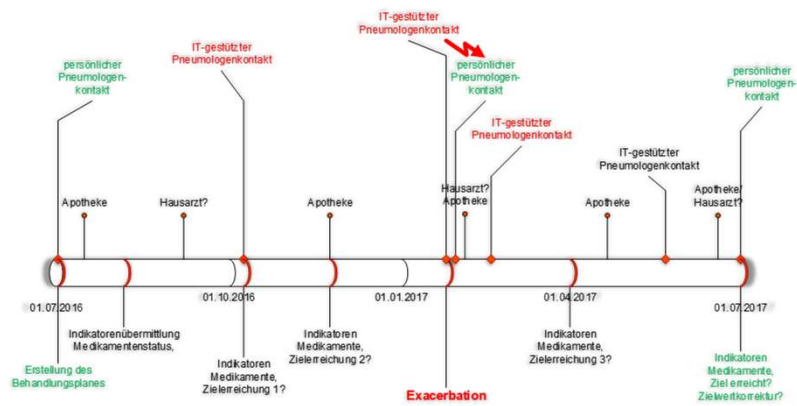 IT-gestützter
Pneumologenkontakt
IT-gestützter
Pneumologenkontakt
persönlicher
Pneumologen-
kontakt
persönlicher
Pneumologen-
kontakt
persönlicher
Pneumologen-
kontakt
IT-gestützter
Pneumologenkontakt
IT-gestützter
Pneumologenkontakt
Apotheke
Hausarzt?
Apotheke
Hausarzt?
Apotheke
Apotheke
Apotheke/
Hausarzt?
01.07.2016
01.10.2016
01.01.2017
01.04.2017
01.07.2017
Indikatorenübermittlung
Medikamentenstatus,
Erstellung des
Behandlungsplanes
Indikatoren
Medikamente,
Zielerreichung 1?
Indikatoren
Medikamente,
Zielerreichung 2?
Exacerbation
Indikatoren
Medikamente,
Zielerreichung 3?
Indikatoren
Medikamente,
Ziel erreicht?
Zielwertkorrektur?